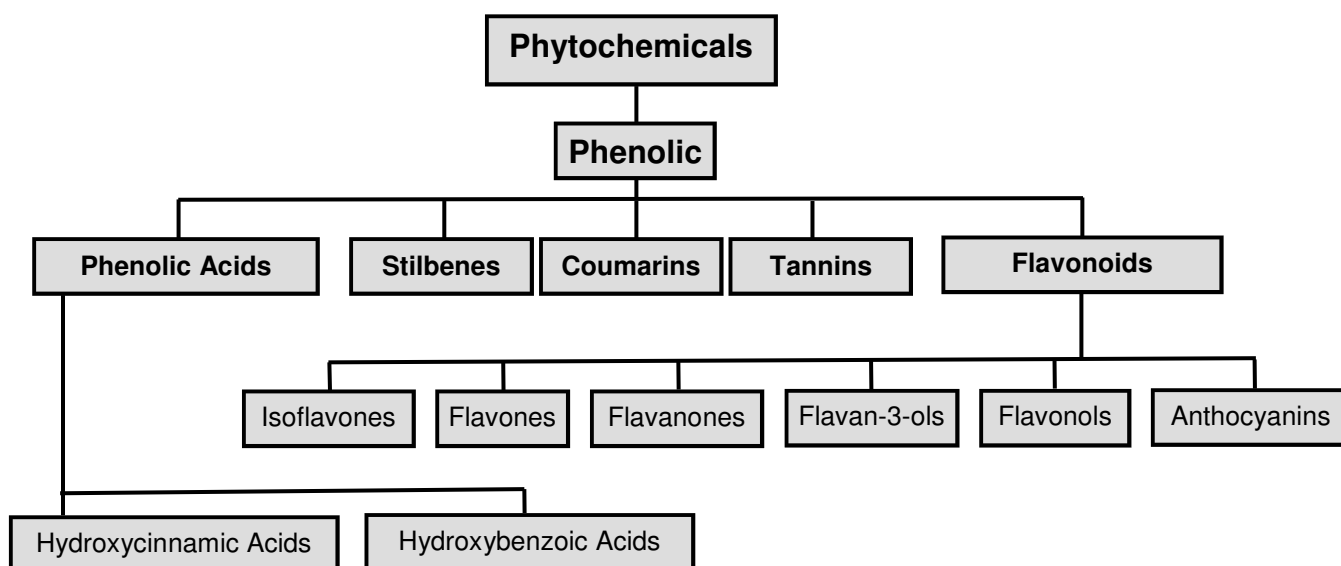 Phytochemicals
Phenolic
Phenolic Acids
Stilbenes
Coumarins
Tannins
Flavonoids
Isoflavones
Flavones
Flavanones
Flavan-3-ols
Flavonols
Anthocyanins
Hydroxycinnamic Acids
Hydroxybenzoic Acids